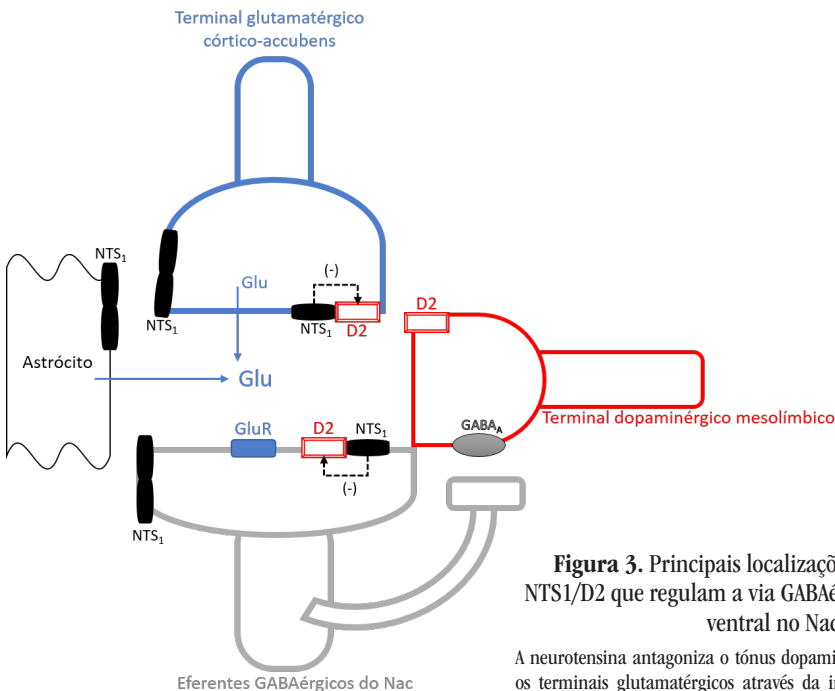 Terminal glutamatérgico
córtico-accubens
NTS1
Glu
(-)
NTS1
NTS1
D2
D2
Astrócito
Glu
Terminal dopaminérgico mesolímbico
GluR
D2
NTS1
GABAA
(-)
NTS1
Figura 3. Principais localizaçõ
NTS1/D2 que regulam a via GABAé
ventral no Nac
A neurotensina antagoniza o tónus dopami
os terminais glutamatérgicos através da i
Eferentes GABAérgicos do Nac